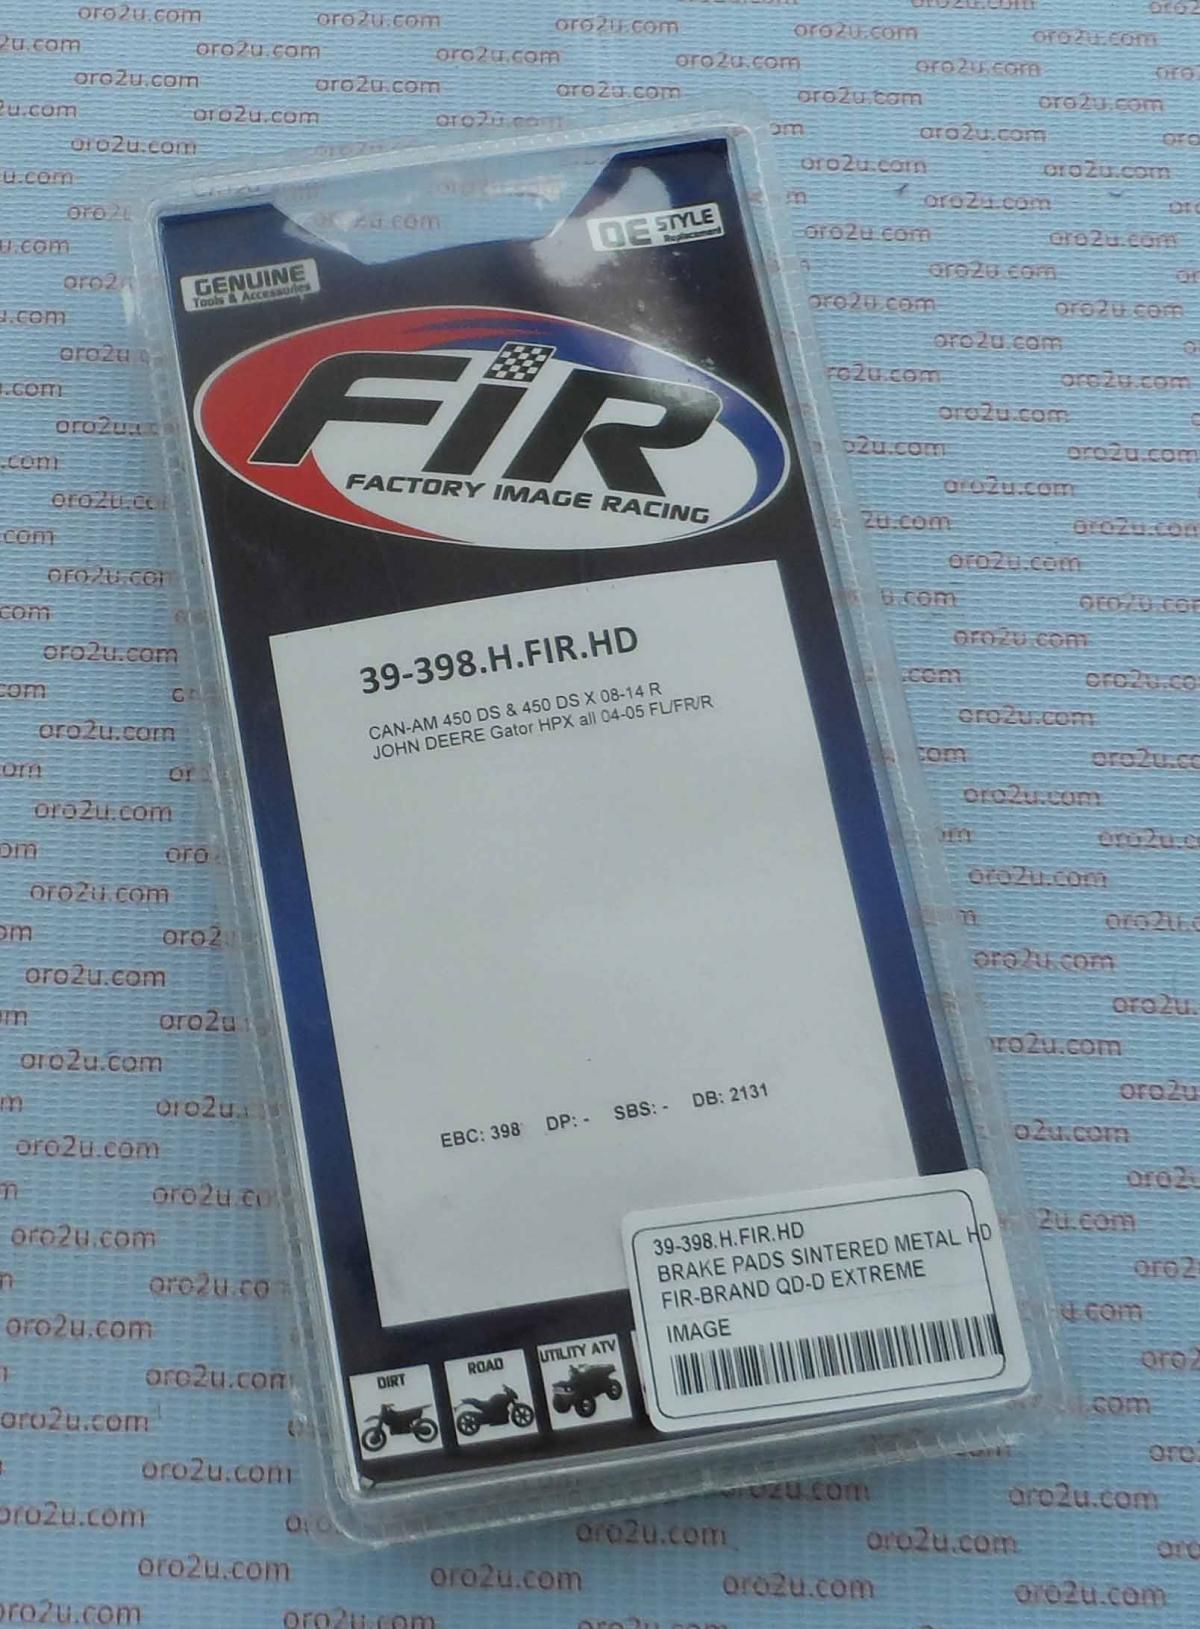 GENUINE
Tools & Accessories
OE STYLE
Replacement
FiR
FACTORY IMAGE RACING
39-398.H.FIR.HD
CAN-AM 450 DS & 450 DS X 08-14 R
JOHN DEERE Gator HPX all 04-05 FL/FR/R
EBC: 398 DP: - SBS: - DB: 2131
39-398.H.FIR.HD
BRAKE PADS SINTERED METAL HD
FIR-BRAND QD-D EXTREME
IMAGE
DIRT
ROAD
UTILITY ATV
oro2u.com